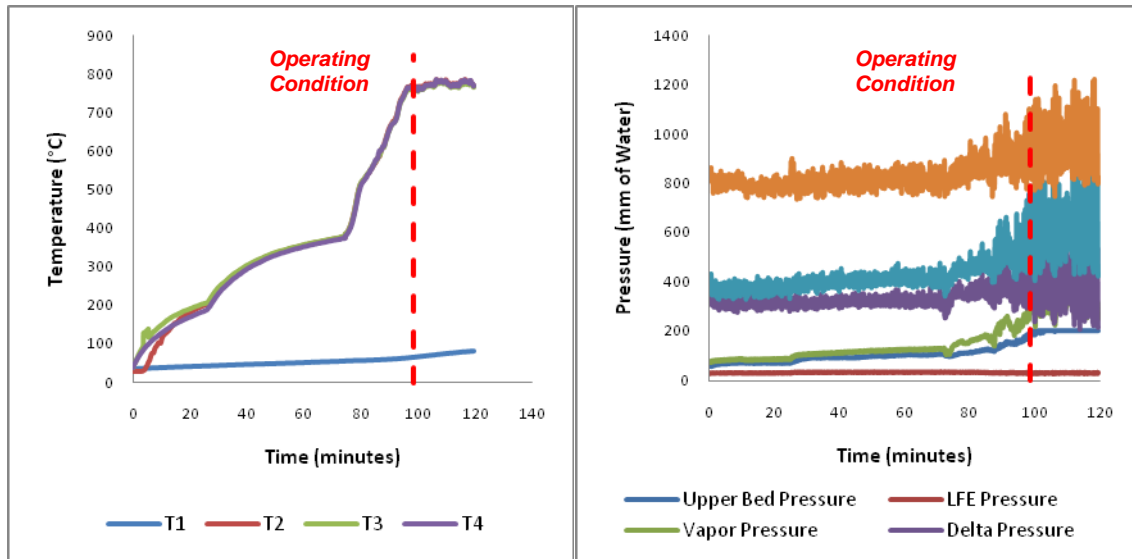 900
800
700
600
500
400
300
200
100
0
Temperature (°C)
Operating
Condition
0 20 40 60 80 100 120 140
Time (minutes)
T1 T2 T3 T4
1400
1200
1000
800
600
400
200
0
Pressure (mm of Water)
Operating
Condition
0 20 40 60 80 100 120
Time (minutes)
Upper Bed Pressure LFE Pressure
Vapor Pressure Delta Pressure